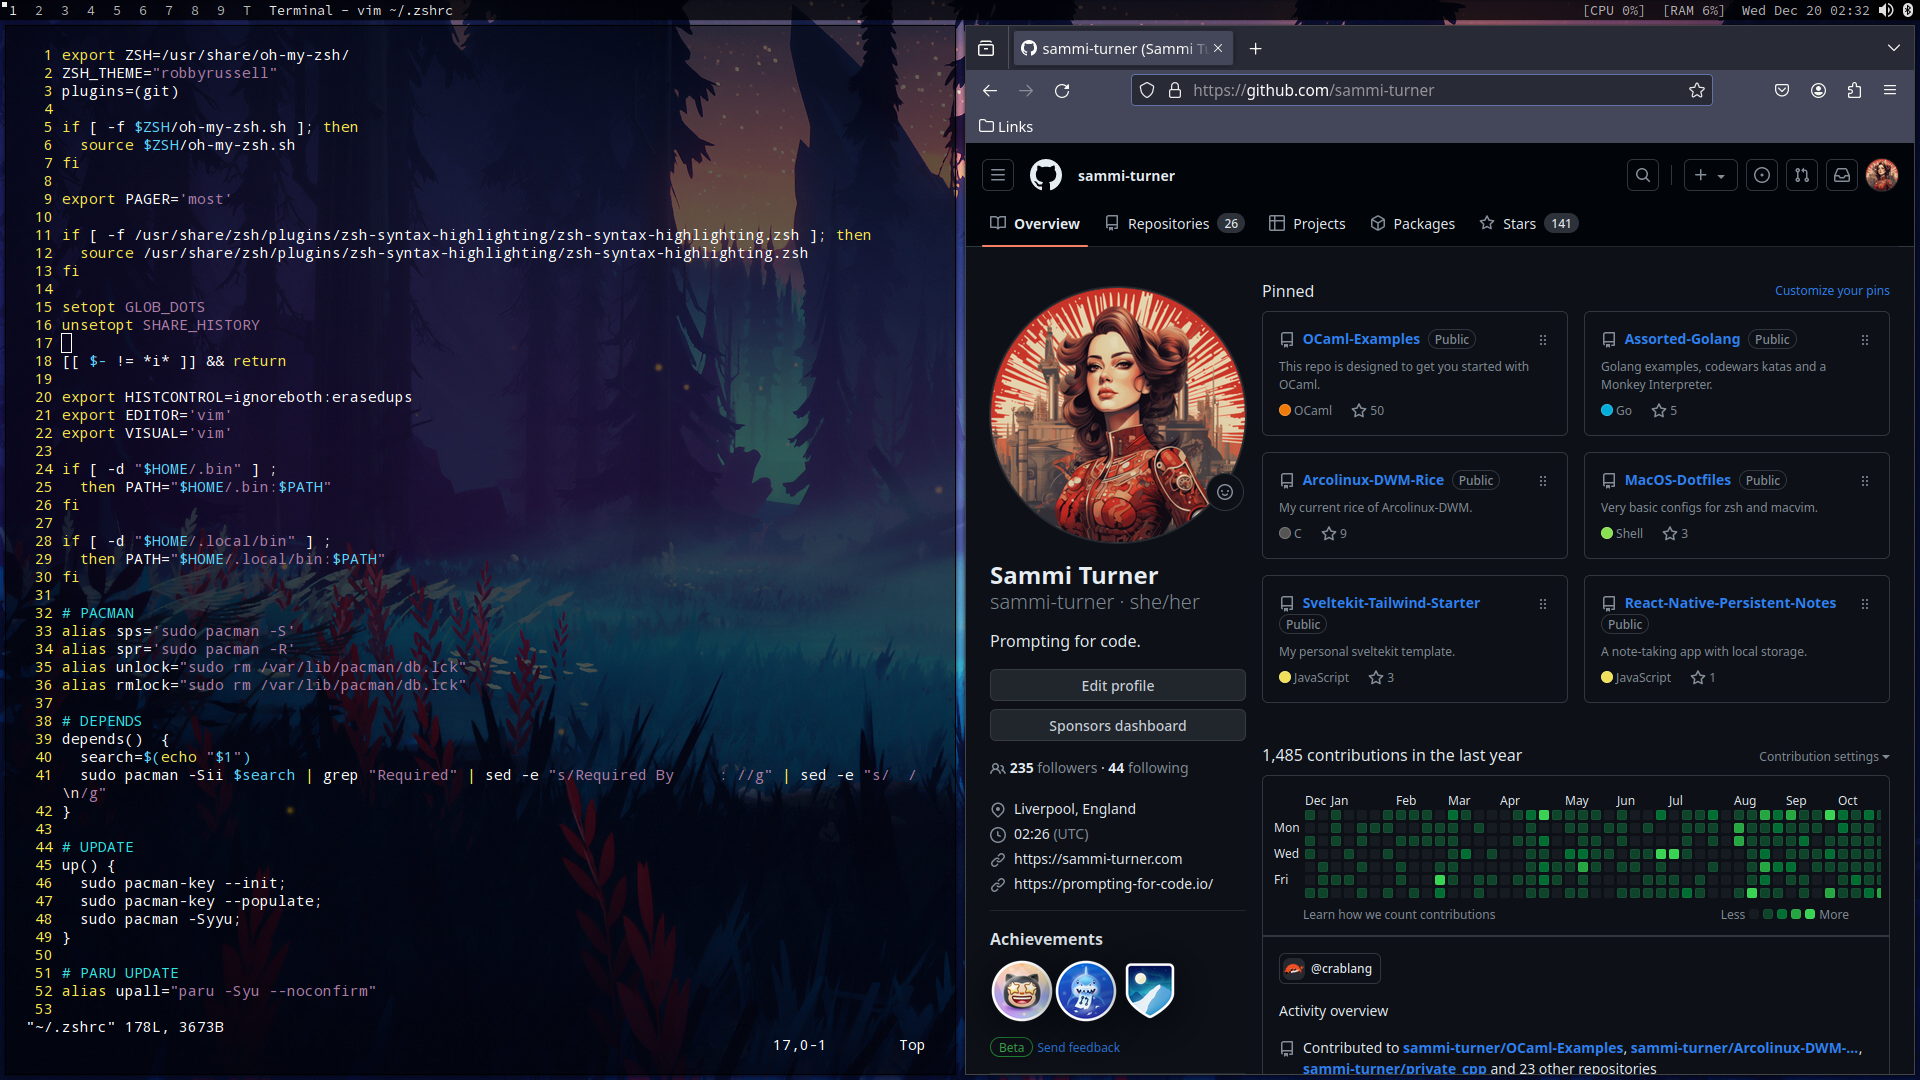 1 2 3 4 5 6 7 8 9 T Terminal - vim ~/.zshrc
[CPU 0%] [RAM 6%] Wed Dec 20 02:32
1 export ZSH=/usr/share/oh-my-zsh/
2 ZSH_THEME="robbyrussell"
3 plugins=(git)
4
5 if [ -f $ZSH/oh-my-zsh.sh ]; then
6   source $ZSH/oh-my-zsh.sh
7 fi
8
9 export PAGER='most'
10
11 if [ -f /usr/share/zsh/plugins/zsh-syntax-highlighting/zsh-syntax-highlighting.zsh ]; then
12   source /usr/share/zsh/plugins/zsh-syntax-highlighting/zsh-syntax-highlighting.zsh
13 fi
14
15 setopt GLOB_DOTS
16 unsetopt SHARE_HISTORY
17
18 [[ $- != *i* ]] && return
19
20 export HISTCONTROL=ignoreboth:erasedups
21 export EDITOR='vim'
22 export VISUAL='vim'
23
24 if [ -d "$HOME/.bin" ] ;
25   then PATH="$HOME/.bin:$PATH"
26 fi
27
28 if [ -d "$HOME/.local/bin" ] ;
29   then PATH="$HOME/.local/bin:$PATH"
30 fi
31
32 # PACMAN
33 alias sps='sudo pacman -S'
34 alias spr='sudo pacman -R'
35 alias unlock="sudo rm /var/lib/pacman/db.lck"
36 alias rmlock="sudo rm /var/lib/pacman/db.lck"
37
38 # DEPENDS
39 depends()  {
40   search=$(echo "$1")
41   sudo pacman -Sii $search | grep "Required" | sed -e "s/Required By     : //g" | sed -e "s/  /
\n/g"
42 }
43
44 # UPDATE
45 up() {
46   sudo pacman-key --init;
47   sudo pacman-key --populate;
48   sudo pacman -Syyu;
49 }
50
51 # PARU UPDATE
52 alias upall="paru -Syu --noconfirm"
53
"~/.zshrc" 178L, 3673B
17,0-1 Top
sammi-turner (Sammi Tu
https://github.com/sammi-turner
Links
sammi-turner
Overview Repositories 26 Projects Packages Stars 141
Sammi Turner
sammi-turner · she/her
Prompting for code.
Edit profile
Sponsors dashboard
235 followers · 44 following
Liverpool, England
02:26 (UTC)
https://sammi-turner.com
https://prompting-for-code.io/
Achievements
Beta Send feedback
Pinned
Customize your pins
OCaml-Examples Public
This repo is designed to get you started with
OCaml.
OCaml 50
Assorted-Golang Public
Golang examples, codewars katas and a
Monkey Interpreter.
Go 5
Arcolinux-DWM-Rice Public
My current rice of Arcolinux-DWM.
C 9
MacOS-Dotfiles Public
Very basic configs for zsh and macvim.
Shell 3
Sveltekit-Tailwind-Starter
Public
My personal sveltekit template.
JavaScript 3
React-Native-Persistent-Notes
Public
A note-taking app with local storage.
JavaScript 1
1,485 contributions in the last year
Contribution settings
Dec Jan Feb Mar Apr May Jun Jul Aug Sep Oct
Mon
Wed
Fri
Learn how we count contributions
Less More
@crablang
Activity overview
Contributed to sammi-turner/OCaml-Examples, sammi-turner/Arcolinux-DWM-...,
sammi-turner/private_cpp and 23 other repositories